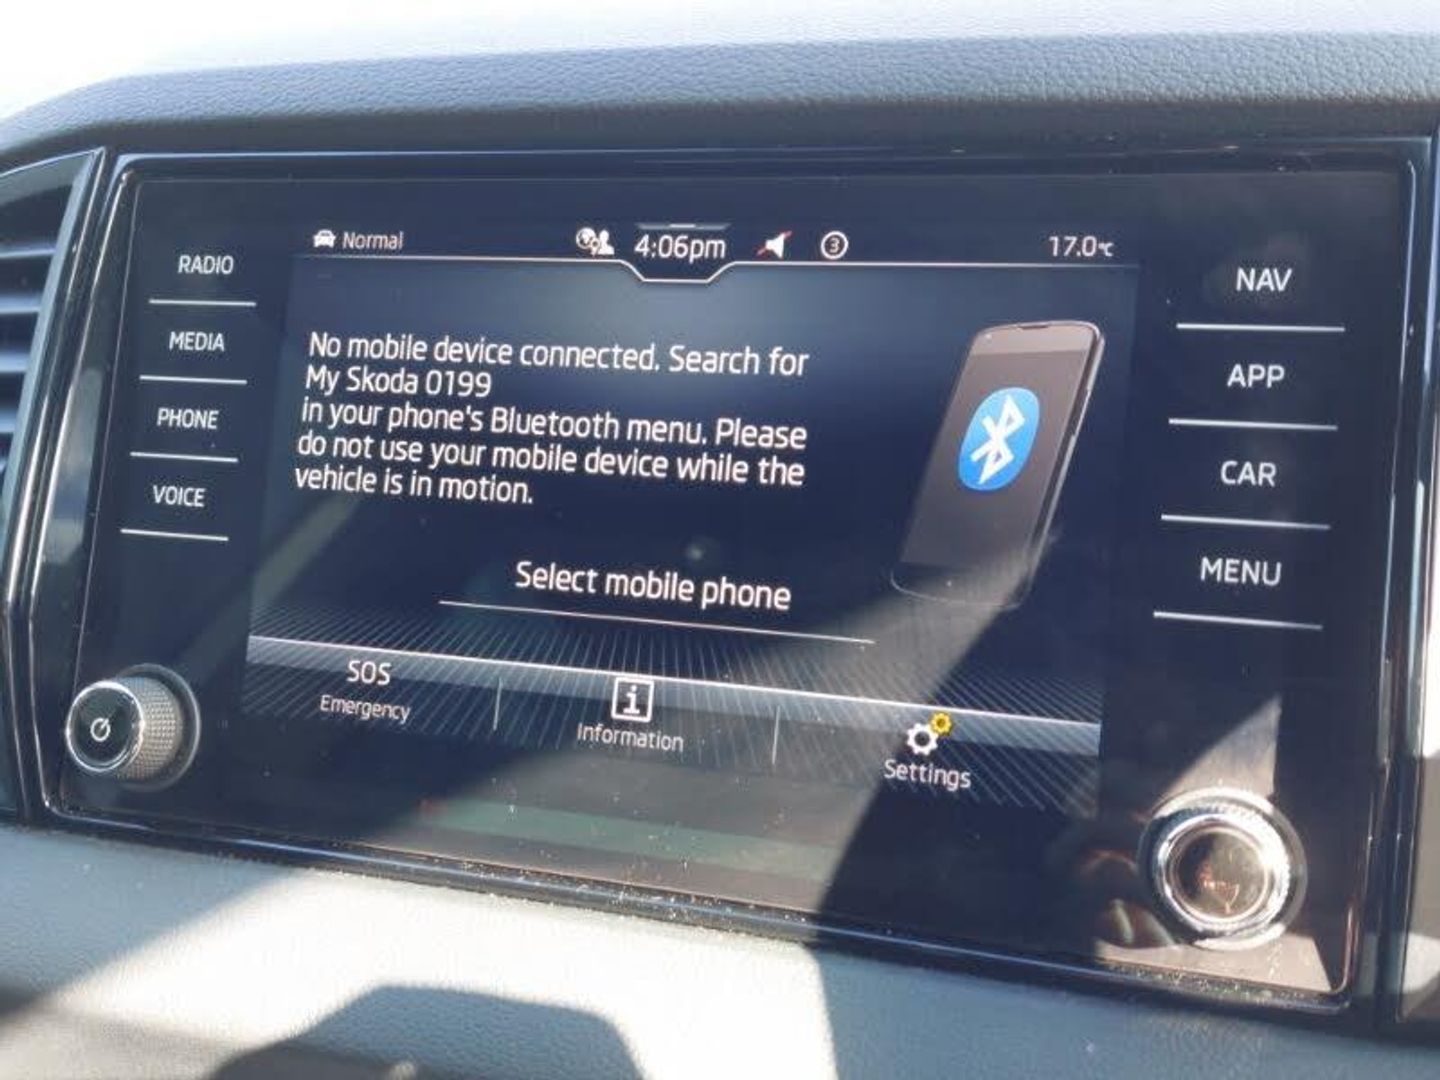 Normal 4:06pm 3 17.0°C
RADIO
MEDIA
PHONE
VOICE
No mobile device connected. Search for
My Skoda 0199
in your phone's Bluetooth menu. Please
do not use your mobile device while the
vehicle is in motion.
Select mobile phone
SOS
Emergency
i
Information
Settings
NAV
APP
CAR
MENU